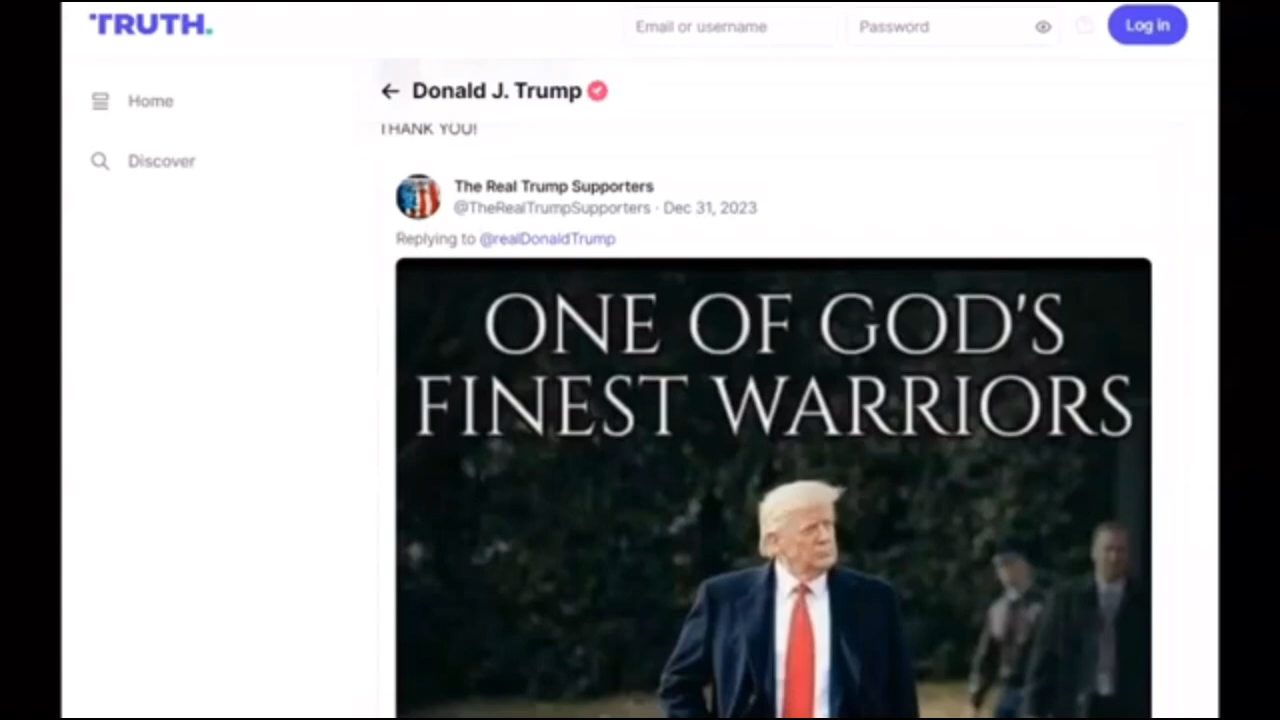 TRUTH.
Email or username
Password
Log in
Home
Discover
Donald J. Trump
THANK YOU!
The Real Trump Supporters
@TheRealTrumpSupporters · Dec 31, 2023
Replying to @realDonaldTrump
ONE OF GOD'S
FINEST WARRIORS